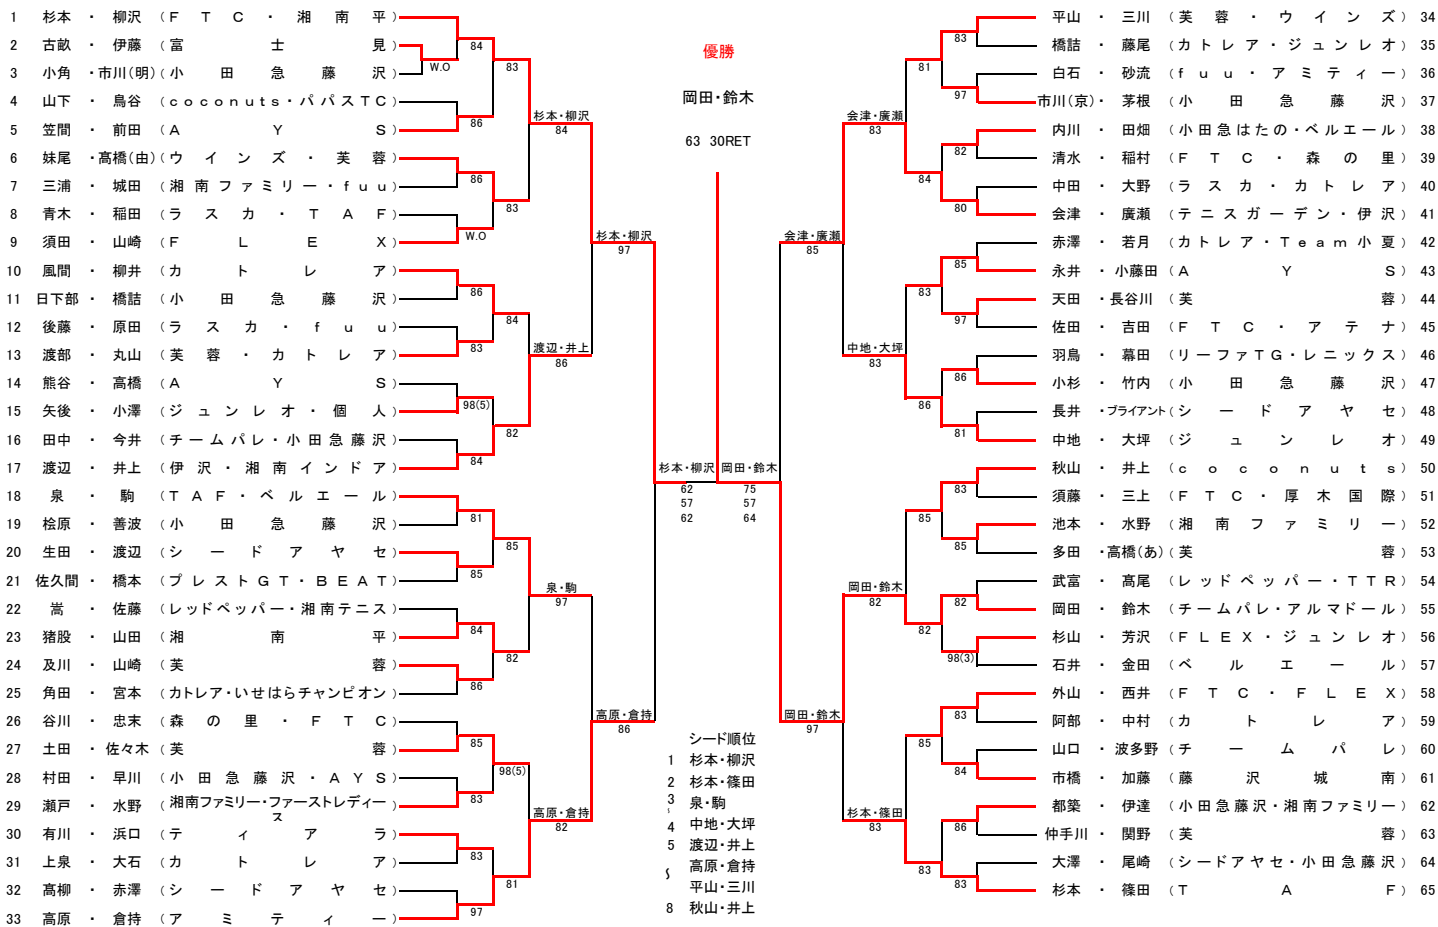 1 杉本 ・ 柳沢 (FTC・湘南平)
2 古畝 ・ 伊藤 (富士見)
3 小角 ・市川(明) (小田急藤沢)
4 山下 ・ 鳥谷 (coconuts・パパスTC)
5 笠間 ・ 前田 (AYS)
6 妹尾 ・髙橋(由) (ウインズ・芙蓉)
7 三浦 ・ 城田 (湘南ファミリー・fuu)
8 青木 ・ 稲田 (ラスカ・TAF)
9 須田 ・ 山崎 (FLEX)
10 風間 ・ 柳井 (カトレア)
11 日下部 ・ 橋詰 (小田急藤沢)
12 後藤 ・ 原田 (ラスカ・fuu)
13 渡部 ・ 丸山 (芙蓉・カトレア)
14 熊谷 ・ 高橋 (AYS)
15 矢後 ・ 小澤 (ジュンレオ・個人)
16 田中 ・ 今井 (チームパレ・小田急藤沢)
17 渡辺 ・ 井上 (伊沢・湘南インドア)
18 泉 ・ 駒 (TAF・ベルエール)
19 桧原 ・ 善波 (小田急藤沢)
20 生田 ・ 渡辺 (シードアヤセ)
21 佐久間 ・ 橋本 (プレストGT・BEAT)
22 嵩 ・ 佐藤 (レッドペッパー・湘南テニス)
23 猪股 ・ 山田 (湘南平)
24 及川 ・ 山崎 (芙蓉)
25 角田 ・ 宮本 (カトレア・いせはらチャンピオン)
26 谷川 ・ 忠末 (森の里・FTC)
27 土田 ・ 佐々木 (芙蓉)
28 村田 ・ 早川 (小田急藤沢・AYS)
29 瀬戸 ・ 水野 (湘南ファミリー・ファーストレディース)
30 有川 ・ 浜口 (ティアラ)
31 上泉 ・ 大石 (カトレア)
32 髙柳 ・ 赤澤 (シードアヤセ)
33 高原 ・ 倉持 (アミティー)
84
W.O
86
86
W.O
86
83
98(5)
84
81
85
84
86
85
83
83
97
83
83
84
82
85
82
98(5)
81
杉本・柳沢
84
渡辺・井上
86
泉・駒
97
高原・倉持
82
杉本・柳沢
97
高原・倉持
86
杉本・柳沢
62
57
62
優勝
岡田・鈴木
63 30RET
岡田・鈴木
75
57
64
シード順位
1 杉本・柳沢
2 杉本・篠田
3 泉・駒
~
4 中地・大坪
5 渡辺・井上
~ 高原・倉持
平山・三川
8 秋山・井上
会津・廣瀬
85
岡田・鈴木
97
会津・廣瀬
83
中地・大坪
83
岡田・鈴木
82
杉本・篠田
83
81
84
83
86
85
82
85
83
83
97
82
80
85
97
86
81
83
85
82
98(3)
83
84
86
83
平山 ・ 三川 (芙蓉・ウインズ) 34
橋詰 ・ 藤尾 (カトレア・ジュンレオ) 35
白石 ・ 砂流 (fuu・アミティー) 36
市川(京)・ 茅根 (小田急藤沢) 37
内川 ・ 田畑 (小田急はたの・ベルエール) 38
清水 ・ 稲村 (FTC・森の里) 39
中田 ・ 大野 (ラスカ・カトレア) 40
会津 ・ 廣瀬 (テニスガーデン・伊沢) 41
赤澤 ・ 若月 (カトレア・Team小夏) 42
永井 ・ 小藤田 (AYS) 43
天田 ・長谷川 (芙蓉) 44
佐田 ・ 吉田 (FTC・アテナ) 45
羽鳥 ・ 幕田 (リーファTG・レニックス) 46
小杉 ・ 竹内 (小田急藤沢) 47
長井 ・ブライアント (シードアヤセ) 48
中地 ・ 大坪 (ジュンレオ) 49
秋山 ・ 井上 (coconuts) 50
須藤 ・ 三上 (FTC・厚木国際) 51
池本 ・ 水野 (湘南ファミリー) 52
多田 ・高橋(あ) (芙蓉) 53
武富 ・ 髙尾 (レッドペッパー・TTR) 54
岡田 ・ 鈴木 (チームパレ・アルマドール) 55
杉山 ・ 芳沢 (FLEX・ジュンレオ) 56
石井 ・ 金田 (ベルエール) 57
外山 ・ 西井 (FTC・FLEX) 58
阿部 ・ 中村 (カトレア) 59
山口 ・ 波多野 (チームパレ) 60
市橋 ・ 加藤 (藤沢城南) 61
都築 ・ 伊達 (小田急藤沢・湘南ファミリー) 62
仲手川 ・ 関野 (芙蓉) 63
大澤 ・ 尾崎 (シードアヤセ・小田急藤沢) 64
杉本 ・ 篠田 (TAF) 65